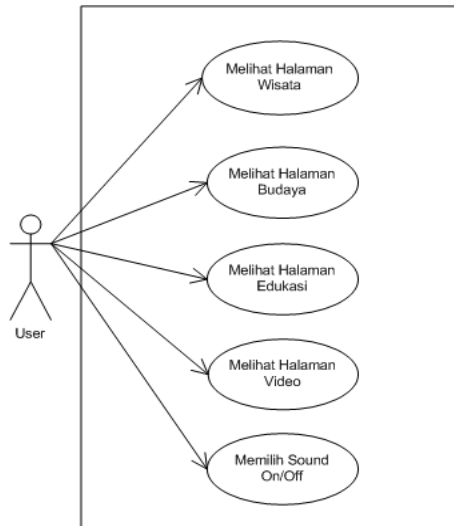 Melihat Halaman
Wisata
Melihat Halaman
Budaya
Melihat Halaman
Edukasi
User
Melihat Halaman
Video
Memilih Sound
On/Off